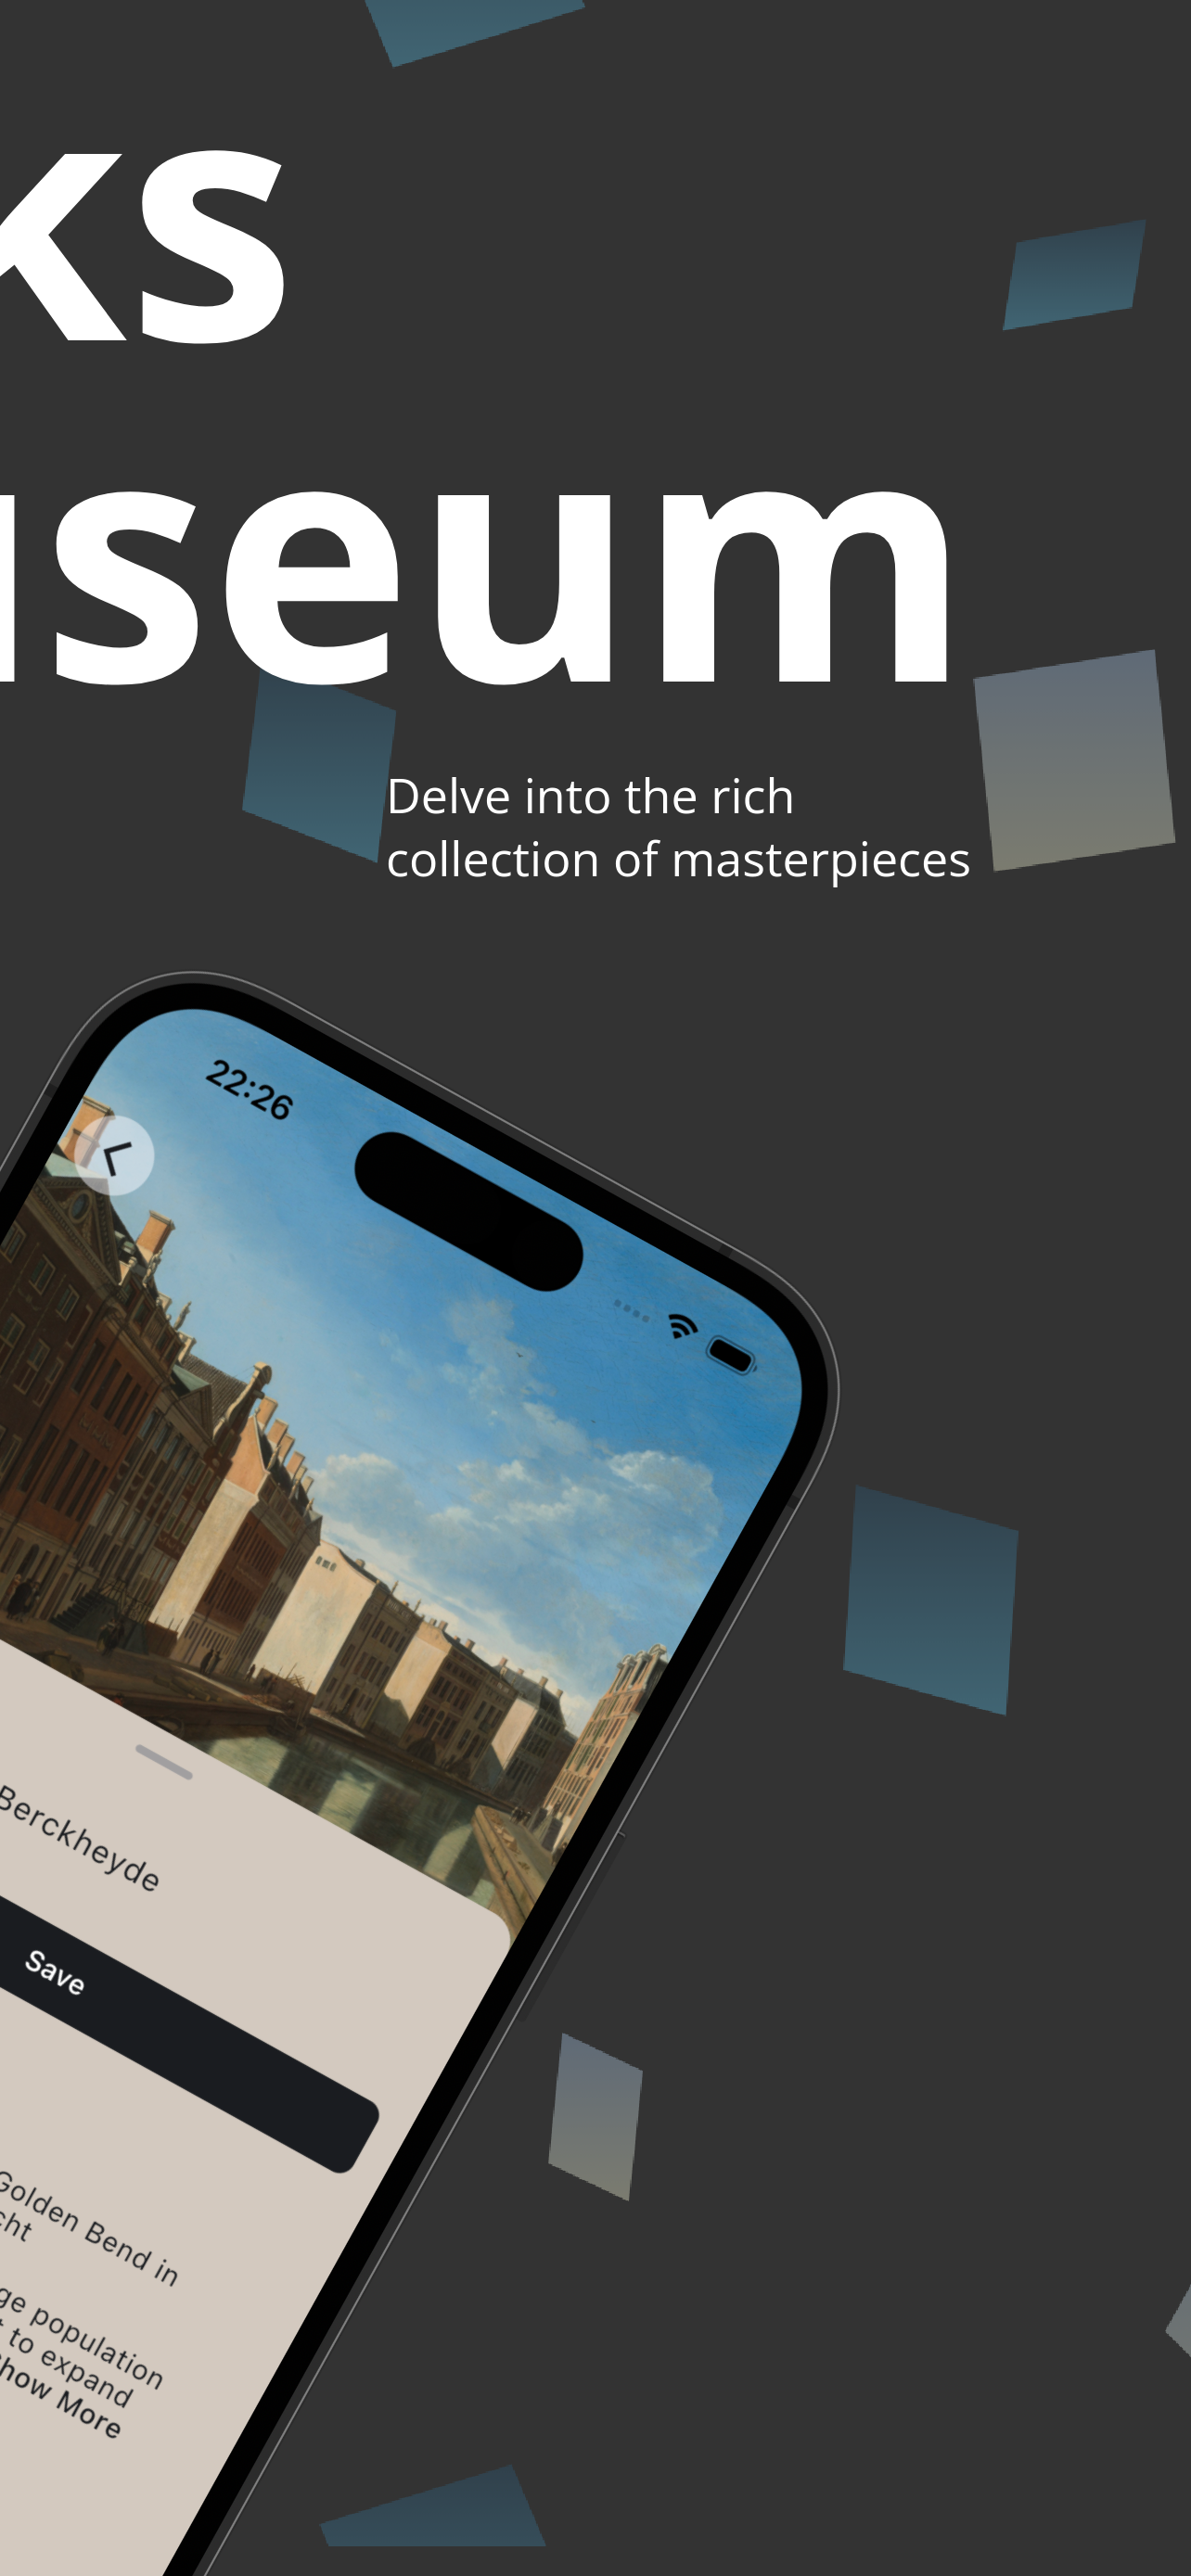 ks
useum
Delve into the rich
collection of masterpieces
22:26
Berckheyde
Save
Golden Bend in
cht
ge population
t to expand
how More